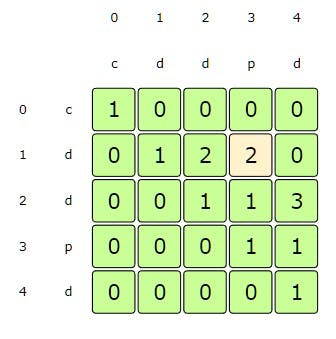 0 1 2 3 4
c d d p d
0 c 1 0 0 0 0
1 d 0 1 2 2 0
2 d 0 0 1 1 3
3 p 0 0 0 1 1
4 d 0 0 0 0 1